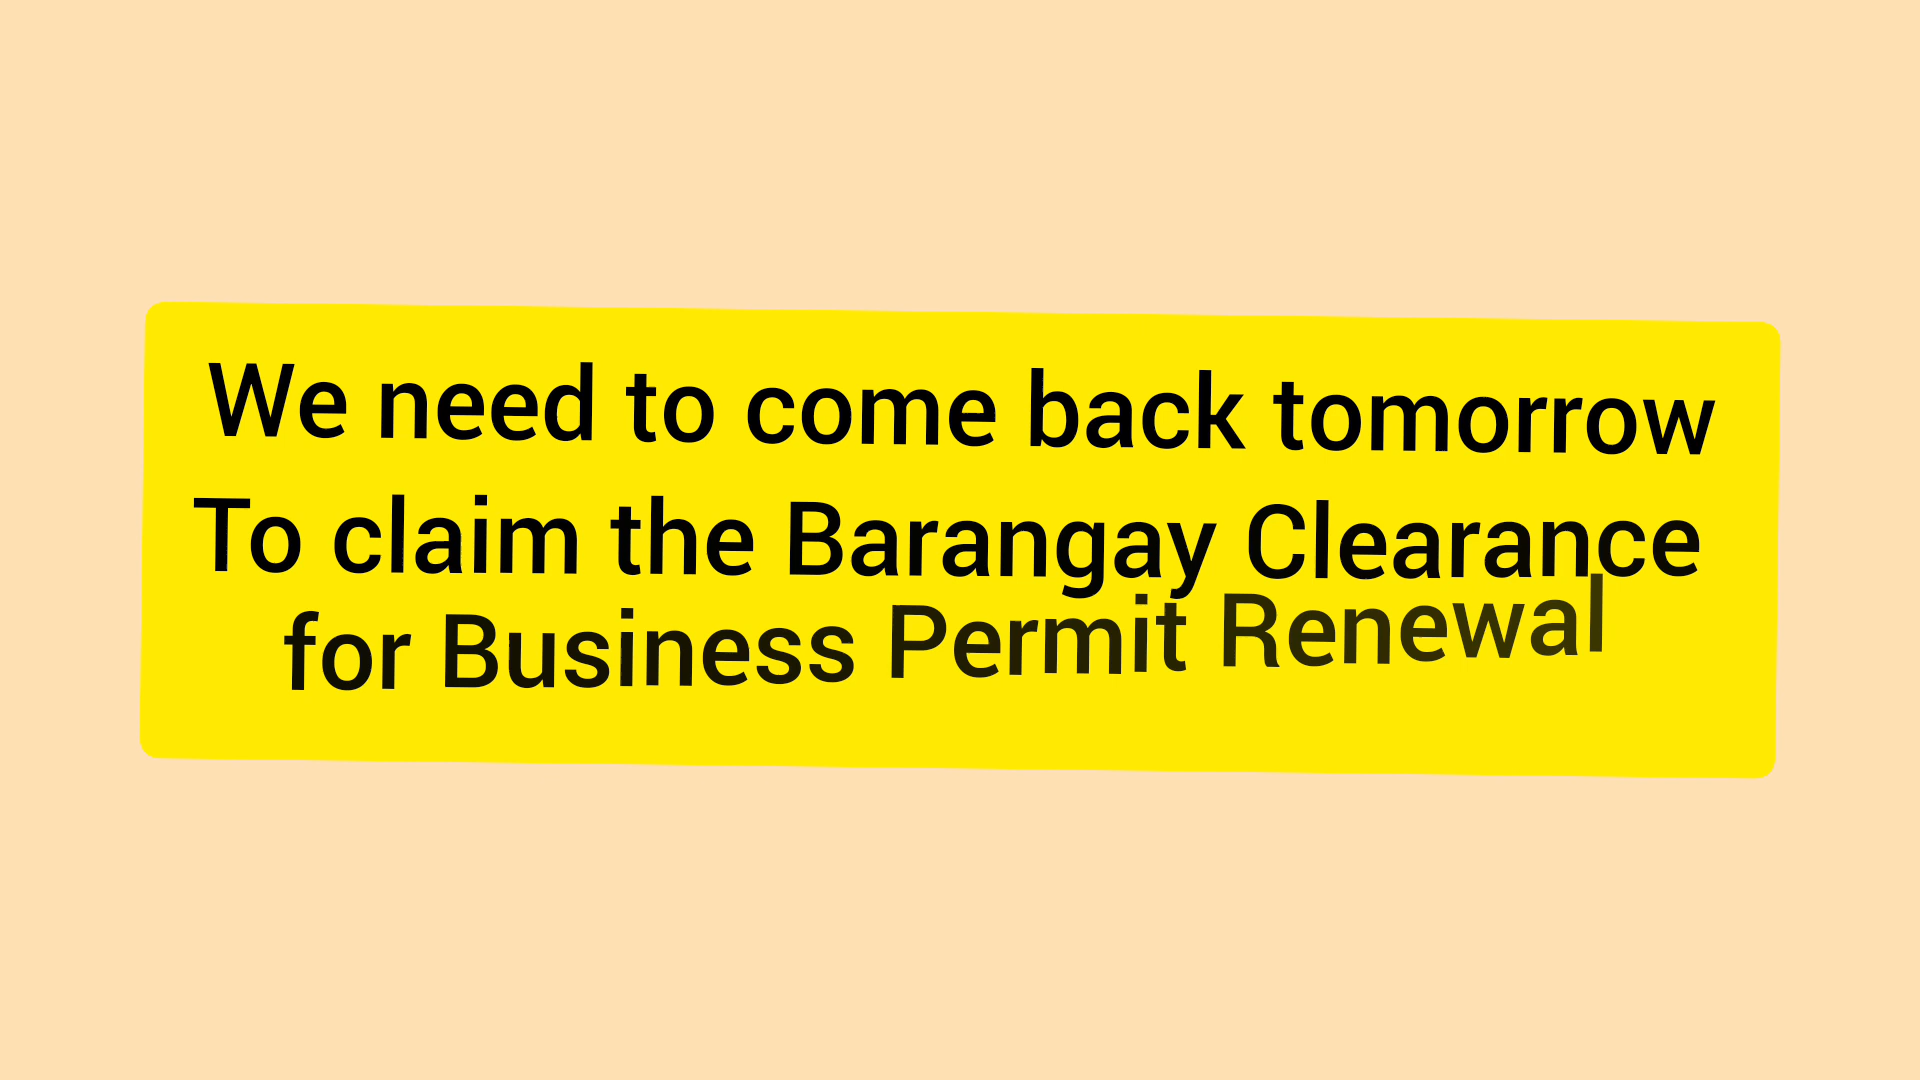 We need to come back tomorrow
To claim the Barangay Clearance
for Business Permit Renewal